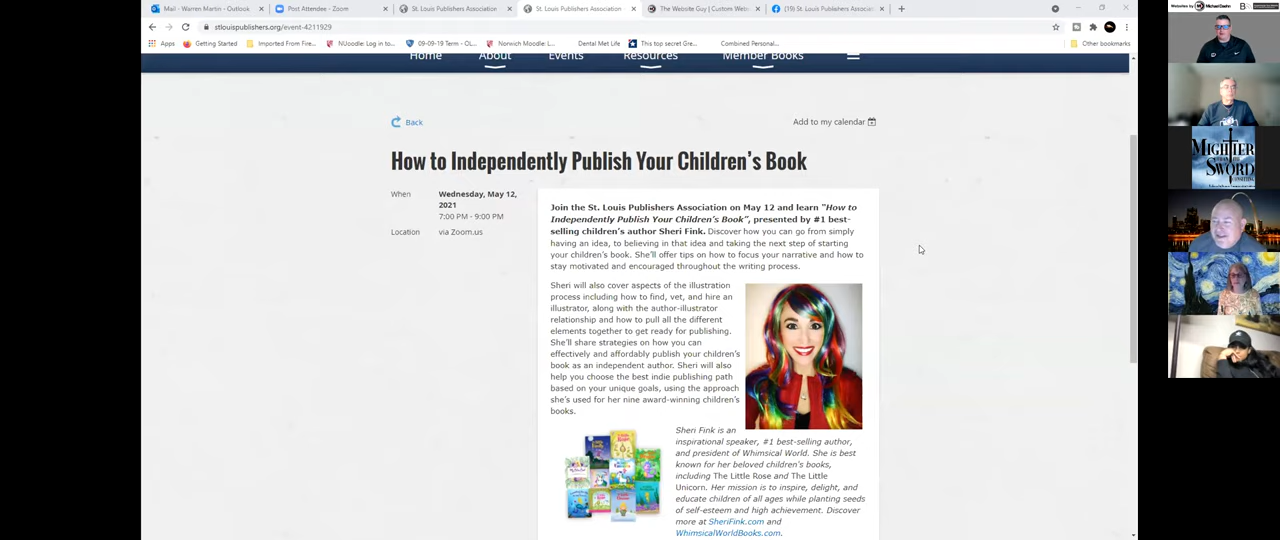 Mail - Warren Martin - Outlook
Post Attendee - Zoom
St. Louis Publishers Association
St. Louis Publishers Association
The Website Guy | Custom Web
(19) St. Louis Publishers Associati
stlouispublishers.org/event-4211929
Apps
Getting Started
Imported From Fire
NUoodle: Log in to...
09-09-19 Term - OL...
Norwich Moodle: L...
Dental Met Life
This top secret Gre...
Combined Personal...
Other bookmarks
Home
About
Events
Resources
Member Books
Back
Add to my calendar
How to Independently Publish Your Children's Book
When
Wednesday, May 12,
2021
7:00 PM - 9:00 PM
Location
via Zoom.us
Join the St. Louis Publishers Association on May 12 and learn "How to
Independently Publish Your Children's Book", presented by #1 best-
selling children's author Sheri Fink. Discover how you can go from simply
having an idea, to believing in that idea and taking the next step of starting
your children's book. She'll offer tips on how to focus your narrative and how to
stay motivated and encouraged throughout the writing process.
Sheri will also cover aspects of the illustration
process including how to find, vet, and hire an
illustrator, along with the author-illustrator
relationship and how to pull all the different
elements together to get ready for publishing.
She'll share strategies on how you can
effectively and affordably publish your children's
book as an independent author. Sheri will also
help you choose the best indie publishing path
based on your unique goals, using the approach
she's used for her nine award-winning children's
books.
Sheri Fink is an
inspirational speaker, #1 best-selling author,
and president of Whimsical World. She is best
known for her beloved children's books,
including The Little Rose and The Little
Unicorn. Her mission is to inspire, delight, and
educate children of all ages while planting seeds
of self-esteem and high achievement. Discover
more at SheriFink.com and
WhimsicalWorldBooks.com.
MIGHTIER
THAN THE
SWORD